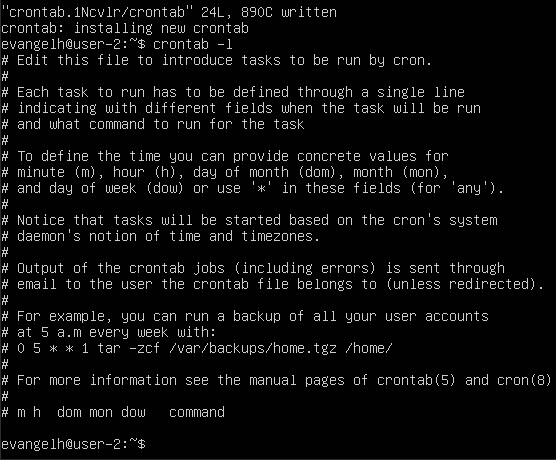 "crontab.1Ncvlr/crontab" 24L, 890C written
crontab: installing new crontab
evangelh@user-2:~$ crontab -l
# Edit this file to introduce tasks to be run by cron.
#
# Each task to run has to be defined through a single line
# indicating with different fields when the task will be run
# and what command to run for the task
#
# To define the time you can provide concrete values for
# minute (m), hour (h), day of month (dom), month (mon),
# and day of week (dow) or use '*' in these fields (for 'any').
#
# Notice that tasks will be started based on the cron's system
# daemon's notion of time and timezones.
#
# Output of the crontab jobs (including errors) is sent through
# email to the user the crontab file belongs to (unless redirected).
#
# For example, you can run a backup of all your user accounts
# at 5 a.m every week with:
# 0 5 * * 1 tar -zcf /var/backups/home.tgz /home/
#
# For more information see the manual pages of crontab(5) and cron(8)
#
# m h  dom mon dow   command
evangelh@user-2:~$